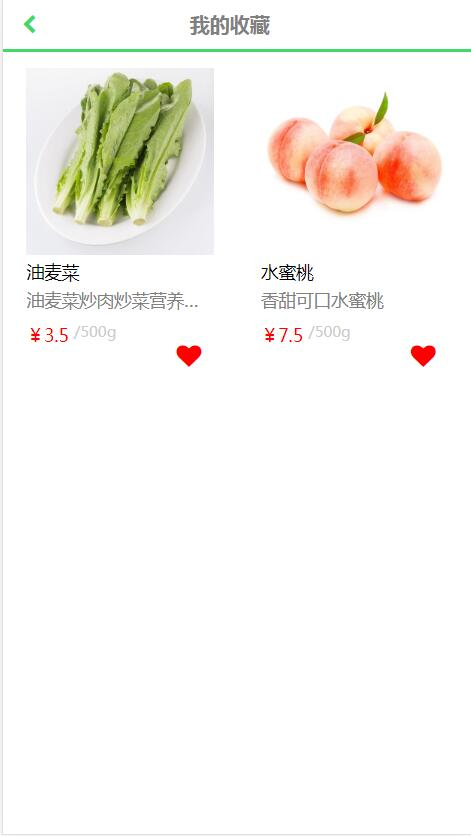 我的收藏
油麦菜
油麦菜炒肉炒菜营养...
￥3.5 /500g
水蜜桃
香甜可口水蜜桃
￥7.5 /500g